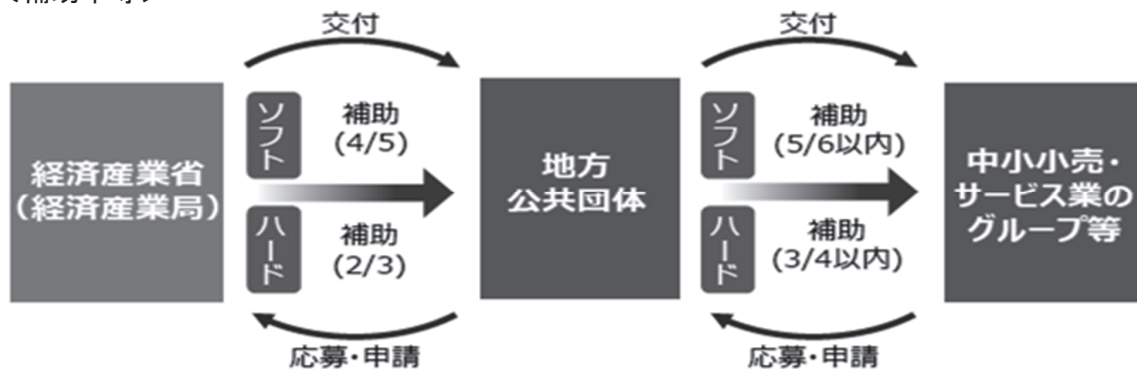 交付
交付
経済産業省
(経済産業局)
ソフト
補助
(4/5)
ハード
補助
(2/3)
地方
公共団体
ソフト
補助
(5/6以内)
ハード
補助
(3/4以内)
中小小売・
サービス業の
グループ等
応募・申請
応募・申請